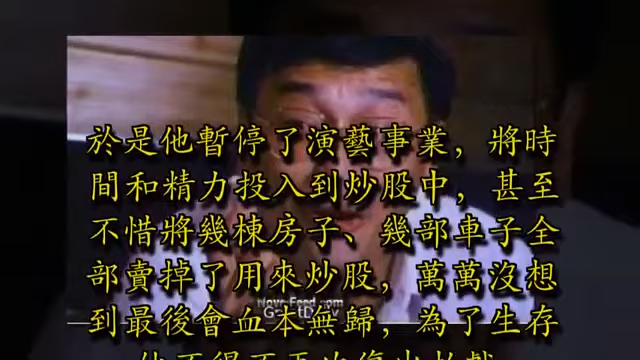 於是他暫停了演藝事業，將時
間和精力投入到炒股中，甚至
不惜將幾棟房子、幾部車子全
部賣掉了用來炒股，萬萬沒想
到最後會血本無歸，為了生存